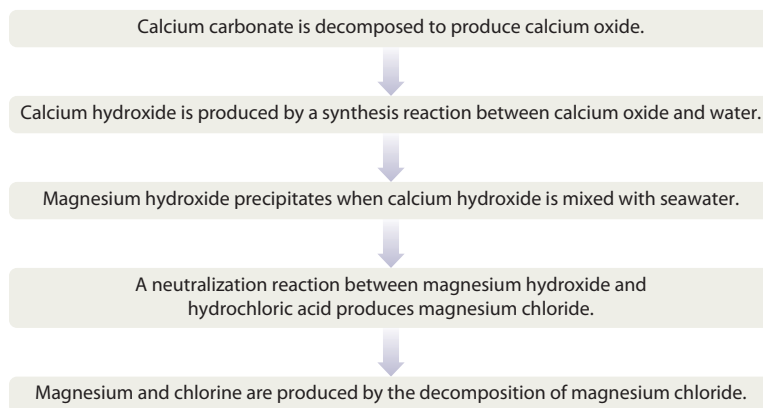 Calcium carbonate is decomposed to produce calcium oxide.
Calcium hydroxide is produced by a synthesis reaction between calcium oxide and water.
Magnesium hydroxide precipitates when calcium hydroxide is mixed with seawater.
A neutralization reaction between magnesium hydroxide and
hydrochloric acid produces magnesium chloride.
Magnesium and chlorine are produced by the decomposition of magnesium chloride.